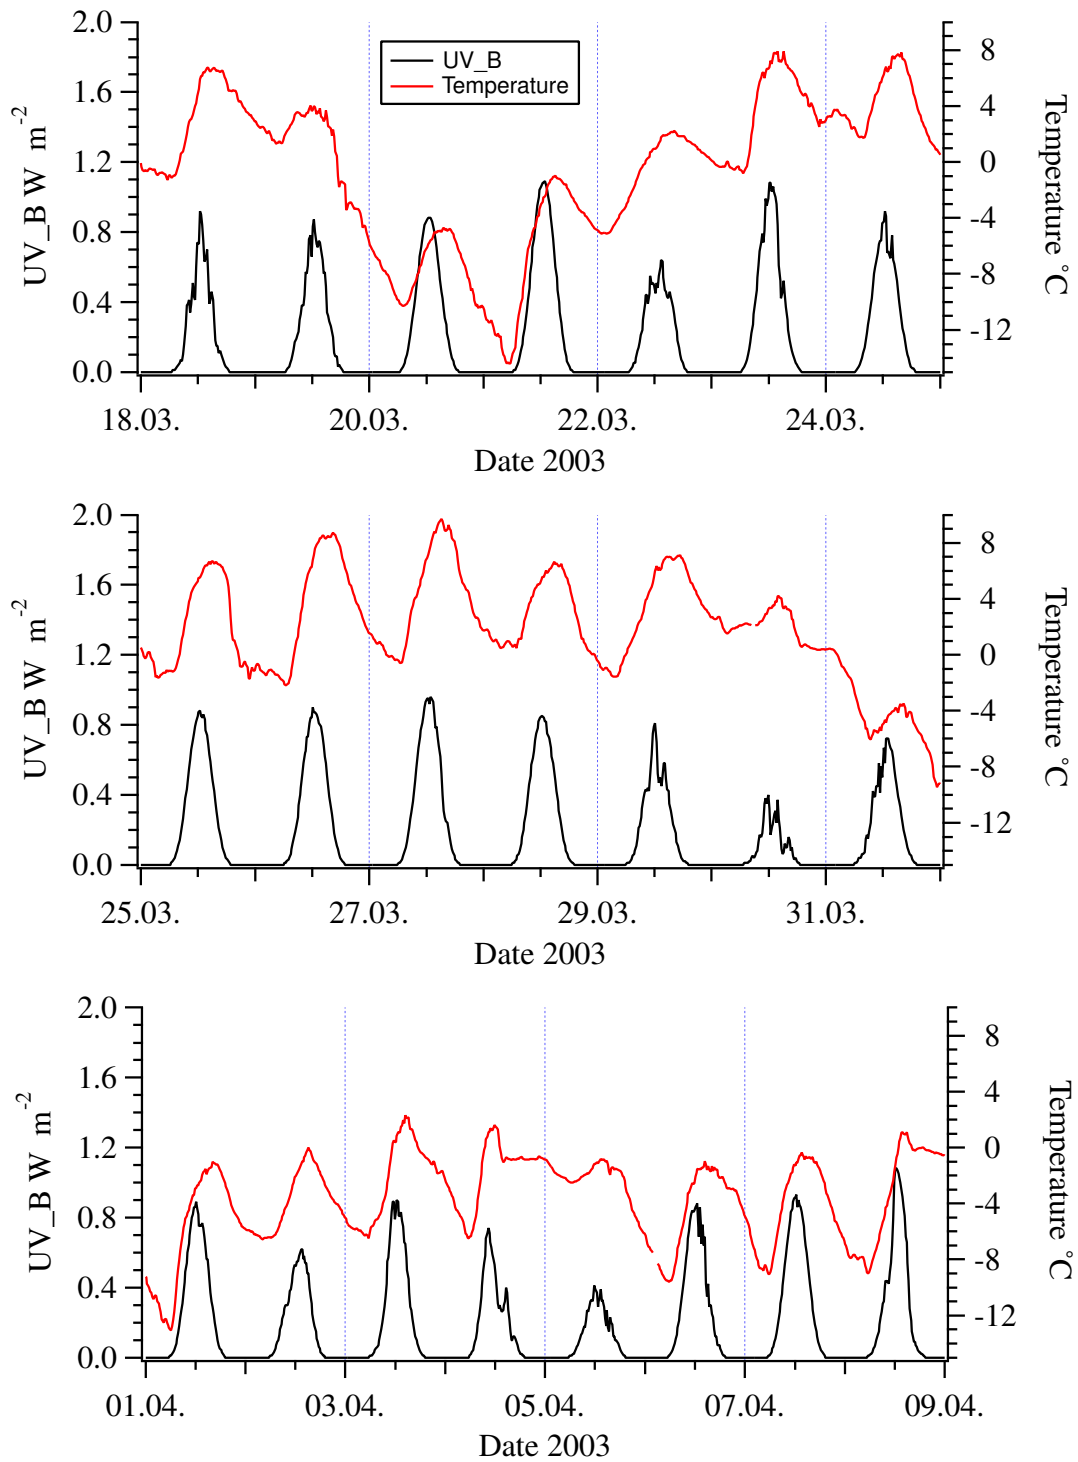 2.0
1.6
1.2
0.8
0.4
0.0
UV_B W m-2
UV_B
Temperature
8
4
0
-4
-8
-12
Temperature °C
18.03. 20.03. 22.03. 24.03.
Date 2003
2.0
1.6
1.2
0.8
0.4
0.0
UV_B W m-2
8
4
0
-4
-8
-12
Temperature °C
25.03. 27.03. 29.03. 31.03.
Date 2003
2.0
1.6
1.2
0.8
0.4
0.0
UV_B W m-2
8
4
0
-4
-8
-12
Temperature °C
01.04. 03.04. 05.04. 07.04. 09.04.
Date 2003